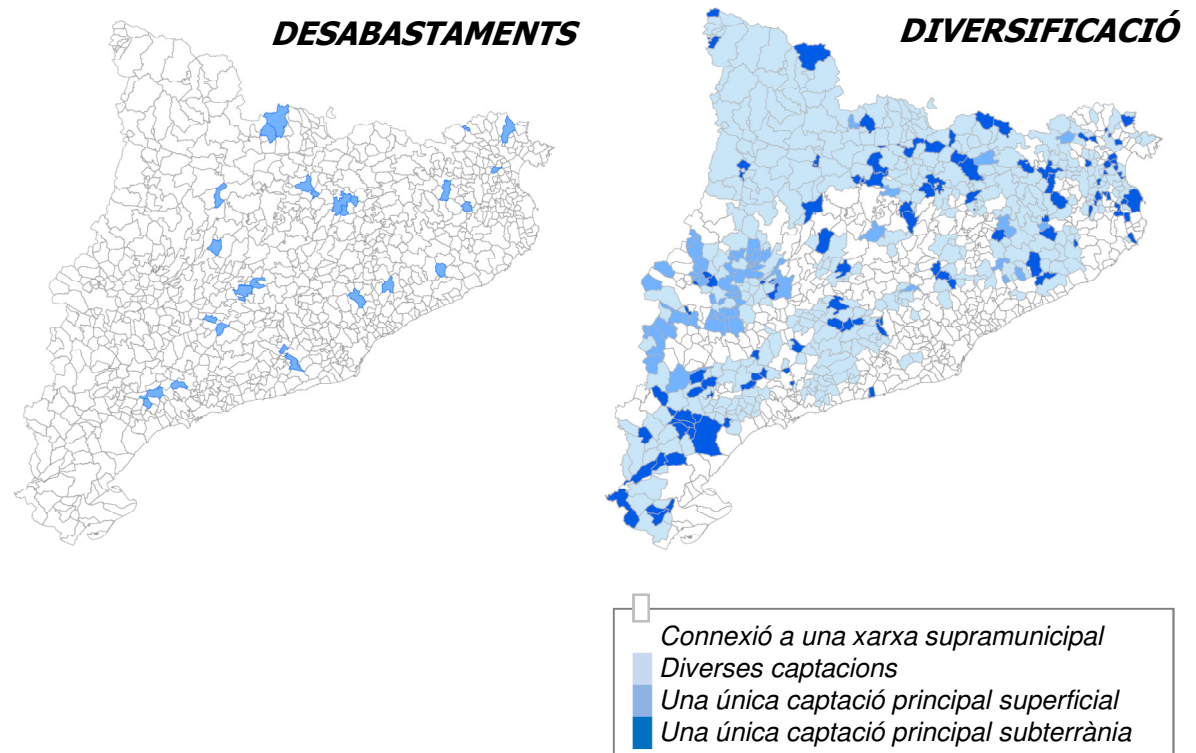 DESABASTAMENTS
DIVERSIFICACIÓ
Connexió a una xarxa supramunicipal
Diverses captacions
Una única captació principal superficial
Una única captació principal subterrània